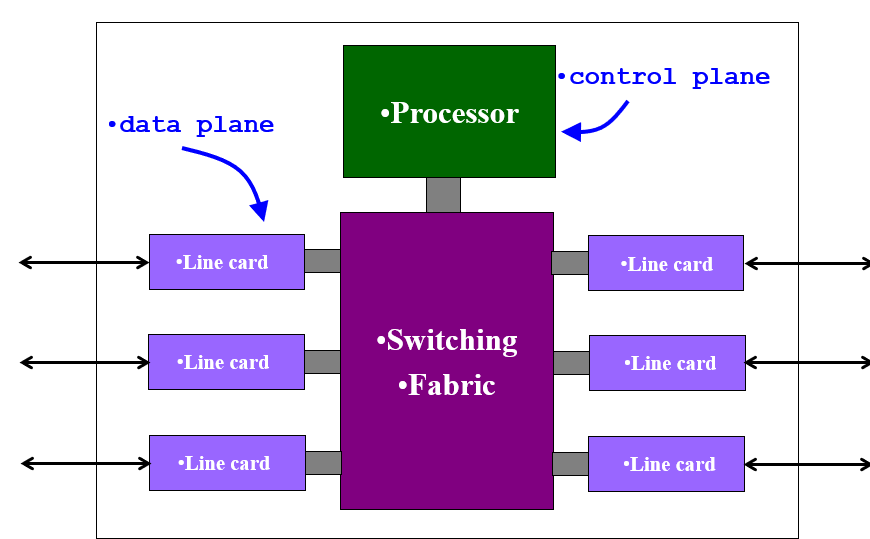 •control plane
•Processor
•data plane
•Line card
•Line card
•Switching
•Fabric
•Line card
•Line card
•Line card
•Line card